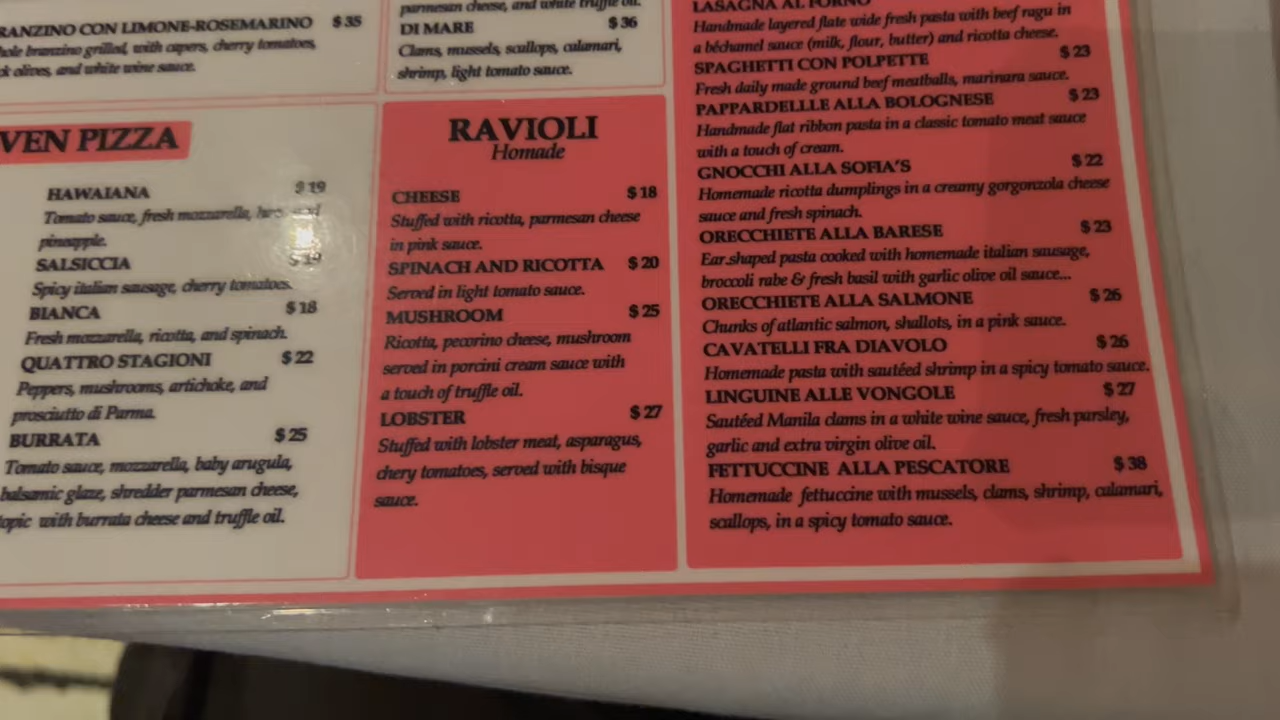 RANZINO CON LIMONE-ROSEMARINO $ 35
hole branzino grilled, with capers, cherry tomatoes,
ck olives, and white wine sauce.
VEN PIZZA
HAWAIANA $ 19
Tomato sauce, fresh mozzarella,
pineapple.
SALSICCIA $ 19
Spicy italian sausage, cherry tomatoes.
BIANCA $ 18
Fresh mozzarella, ricotta, and spinach.
QUATTRO STAGIONI $ 22
Peppers, mushrooms, artichoke, and
prosciutto di Parma.
BURRATA $ 25
Tomato sauce, mozzarella, baby arugula,
balsamic glaze, shredder parmesan cheese,
topic with burrata cheese and truffle oil.
parmesan cheese, and white truffle oil.
DI MARE $ 36
Clams, mussels, scallops, calamari,
shrimp, light tomato sauce.
RAVIOLI
Homade
CHEESE $ 18
Stuffed with ricotta, parmesan cheese
in pink sauce.
SPINACH AND RICOTTA $ 20
Served in light tomato sauce.
MUSHROOM $ 25
Ricotta, pecorino cheese, mushroom
served in porcini cream sauce with
a touch of truffle oil.
LOBSTER $ 27
Stuffed with lobster meat, asparagus,
chery tomatoes, served with bisque
sauce.
LASAGNA AL FORNO
Handmade layered flate wide fresh pasta with beef ragu in
a béchamel sauce (milk, flour, butter) and ricotta cheese.
SPAGHETTI CON POLPETTE $ 23
Fresh daily made ground beef meatballs, marinara sauce.
PAPPARDELLLE ALLA BOLOGNESE $ 23
Handmade flat ribbon pasta in a classic tomato meat sauce
with a touch of cream.
GNOCCHI ALLA SOFIA'S $ 22
Homemade ricotta dumplings in a creamy gorgonzola cheese
sauce and fresh spinach.
ORECCHIETE ALLA BARESE $ 23
Ear.shaped pasta cooked with homemade italian sausage,
broccoli rabe & fresh basil with garlic olive oil sauce...
ORECCHIETE ALLA SALMONE $ 26
Chunks of atlantic salmon, shallots, in a pink sauce.
CAVATELLI FRA DIAVOLO $ 26
Homemade pasta with sautéed shrimp in a spicy tomato sauce.
LINGUINE ALLE VONGOLE $ 27
Sautéed Manila clams in a white wine sauce, fresh parsley,
garlic and extra virgin olive oil.
FETTUCCINE ALLA PESCATORE $ 38
Homemade fettuccine with mussels, clams, shrimp, calamari,
scallops, in a spicy tomato sauce.